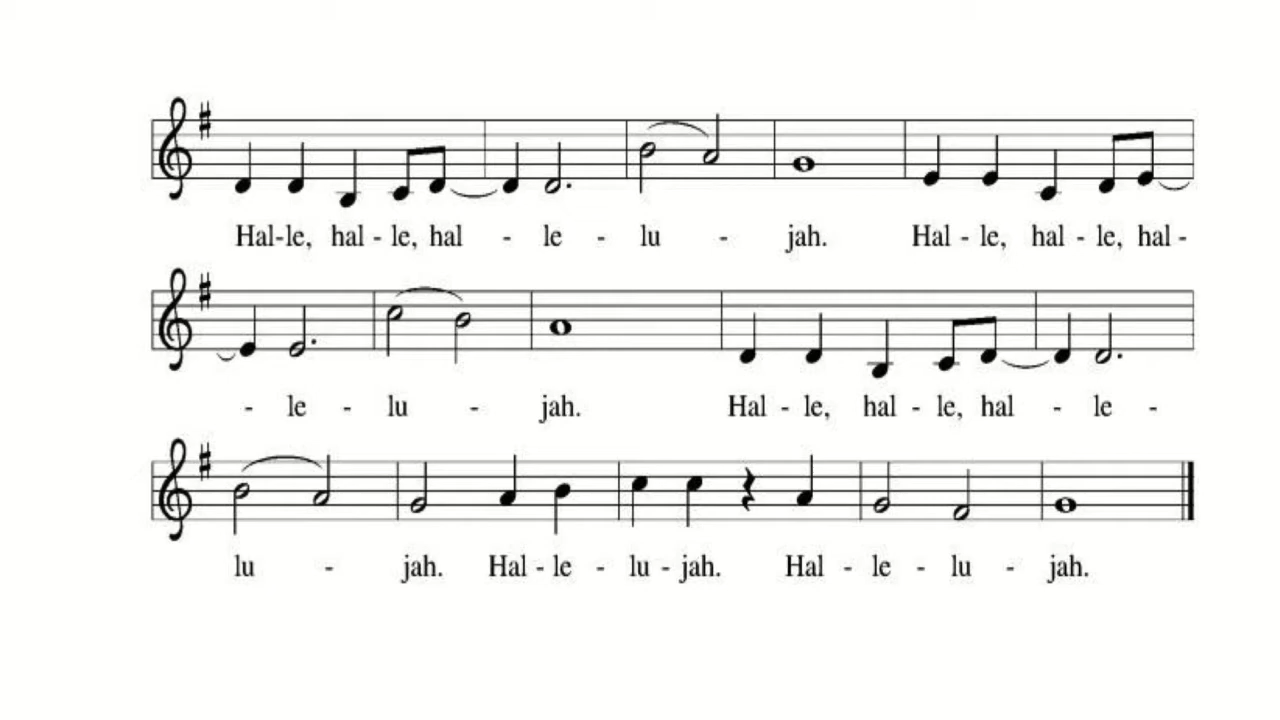 Hal-le, hal - le, hal - le - lu - jah. Hal - le, hal - le, hal -
- le - lu - jah. Hal - le, hal - le, hal - le -
lu - jah. Hal - le - lu - jah. Hal - le - lu - jah.